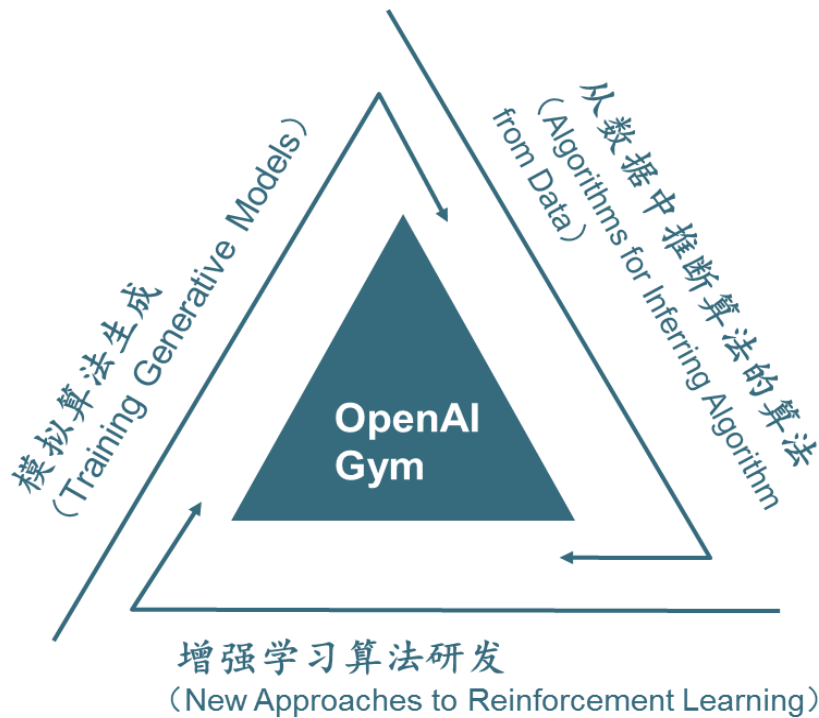 模拟算法生成
（Training Generative Models）
从数据中推断算法的算法
（Algorithms for Inferring Algorithm
from Data）
OpenAI
Gym
增强学习算法研发
（New Approaches to Reinforcement Learning）